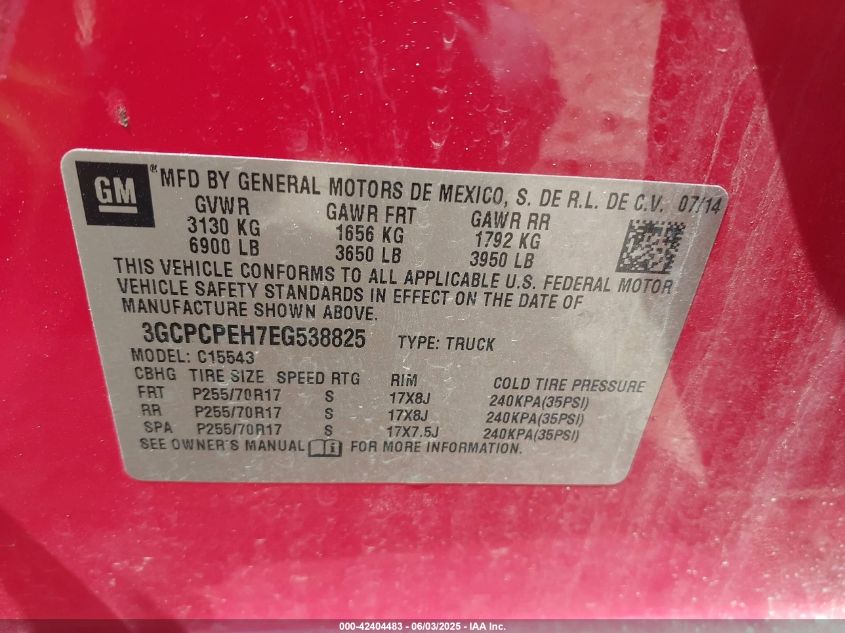 GM ® MFD BY GENERAL MOTORS DE MEXICO, S. DE R.L. DE C.V. 07/14
GVWR GAWR FRT GAWR RR
3130 KG 1656 KG 1792 KG
6900 LB 3650 LB 3950 LB
THIS VEHICLE CONFORMS TO ALL APPLICABLE U.S. FEDERAL MOTOR
VEHICLE SAFETY STANDARDS IN EFFECT ON THE DATE OF
MANUFACTURE SHOWN ABOVE.
3GCPCPEH7EG538825 TYPE: TRUCK
MODEL: C15543
CBHG TIRE SIZE SPEED RTG RIM COLD TIRE PRESSURE
FRT P255/70R17 S 17X8J 240KPA(35PSI)
RR P255/70R17 S 17X8J 240KPA(35PSI)
SPA P255/70R17 S 17X7.5J 240KPA(35PSI)
SEE OWNER'S MANUAL FOR MORE INFORMATION.
000-42404483 - 06/03/2025 - IAA Inc.